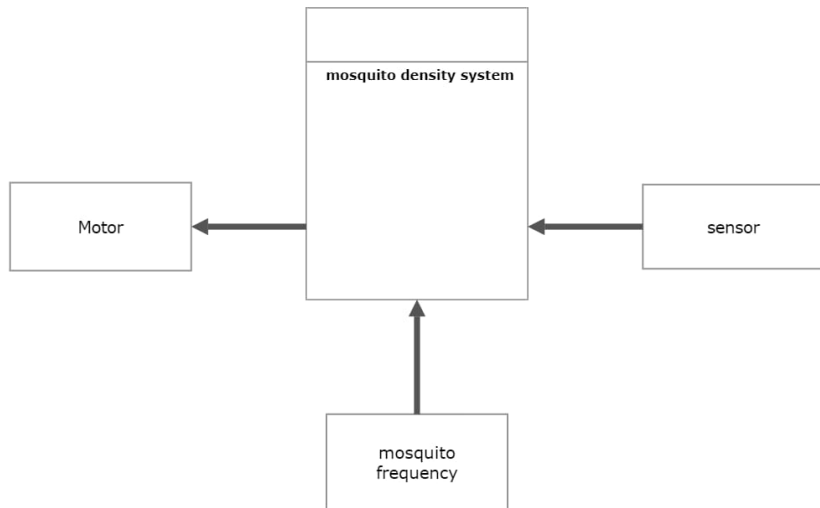 mosquito density system
Motor
sensor
mosquito
frequency